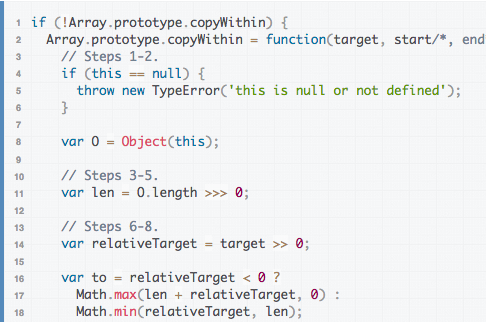 1 if (!Array.prototype.copyWithin) {
2 Array.prototype.copyWithin = function(target, start/*, end
3 // Steps 1-2.
4 if (this == null) {
5 throw new TypeError('this is null or not defined');
6 }
7
8 var O = Object(this);
9
10 // Steps 3-5.
11 var len = O.length >>> 0;
12
13 // Steps 6-8.
14 var relativeTarget = target >> 0;
15
16 var to = relativeTarget < 0 ?
17 Math.max(len + relativeTarget, 0) :
18 Math.min(relativeTarget, len);